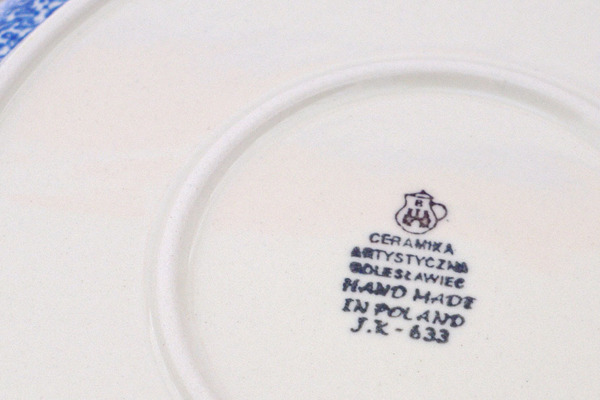 CERAMIKA
ARTYSTYCZNA
BOLESŁAWIEC
HAND MADE
IN POLAND
J.K - 633